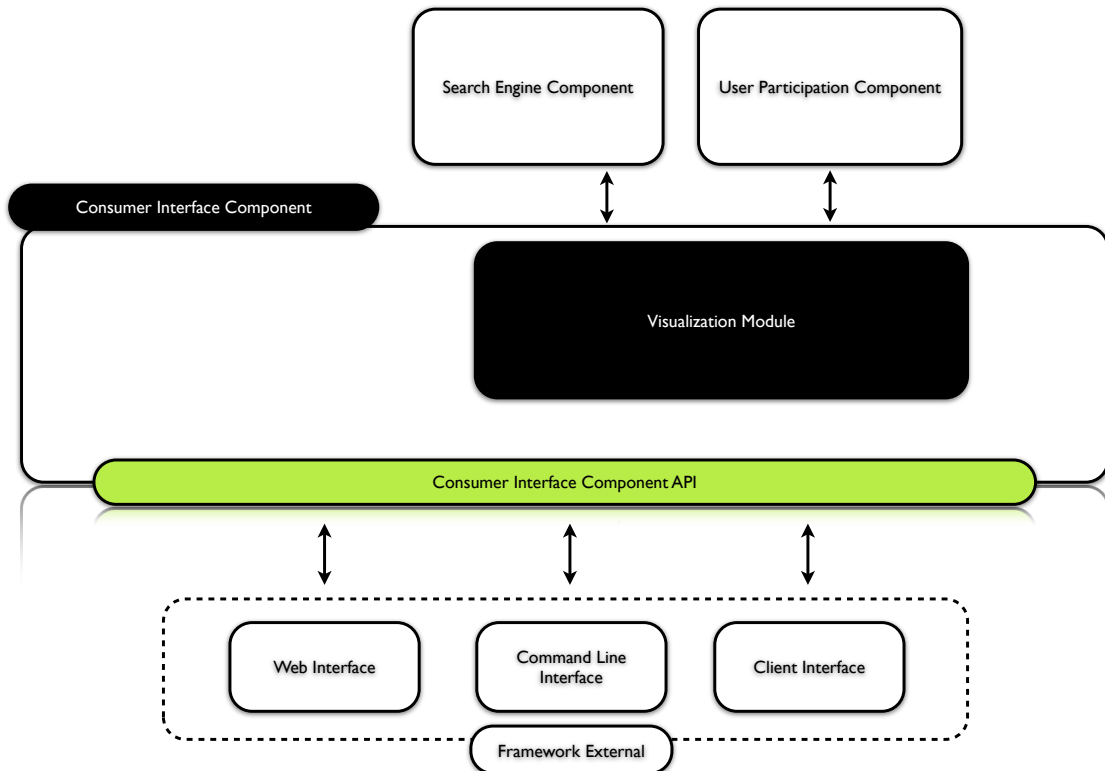 Search Engine Component
User Participation Component
Consumer Interface Component
Visualization Module
Consumer Interface Component API
Web Interface
Command Line
Interface
Client Interface
Framework External